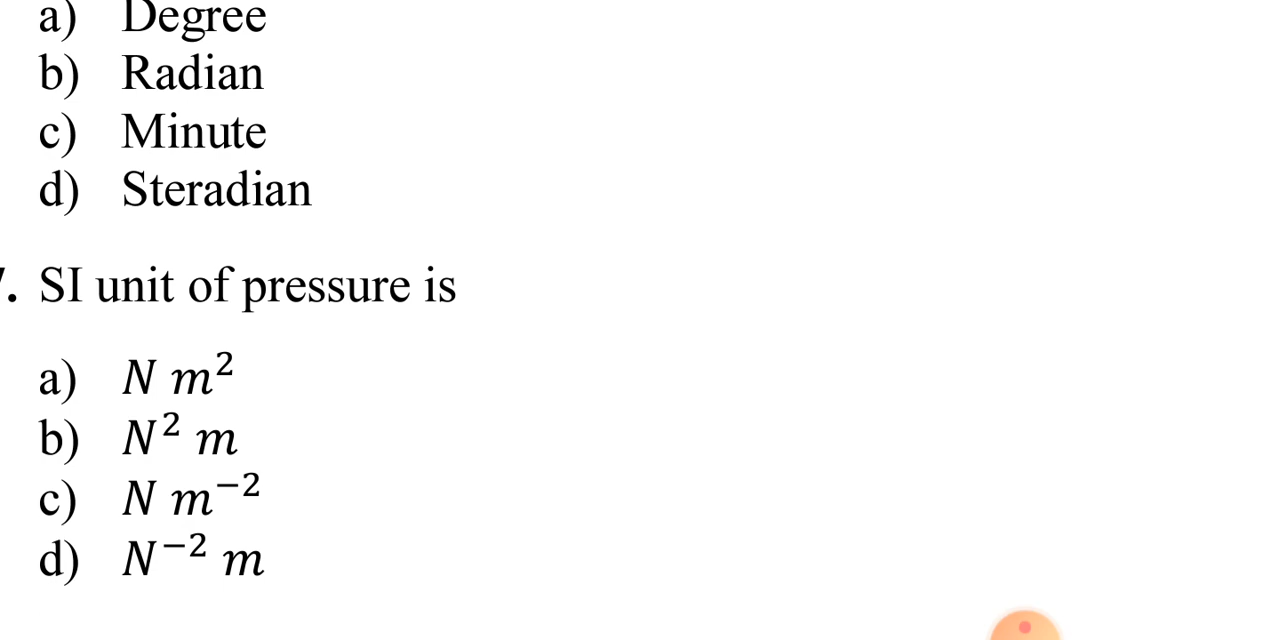 a) Degree
b) Radian
c) Minute
d) Steradian
. SI unit of pressure is
a) N m²
b) N² m
c) N m⁻²
d) N⁻² m